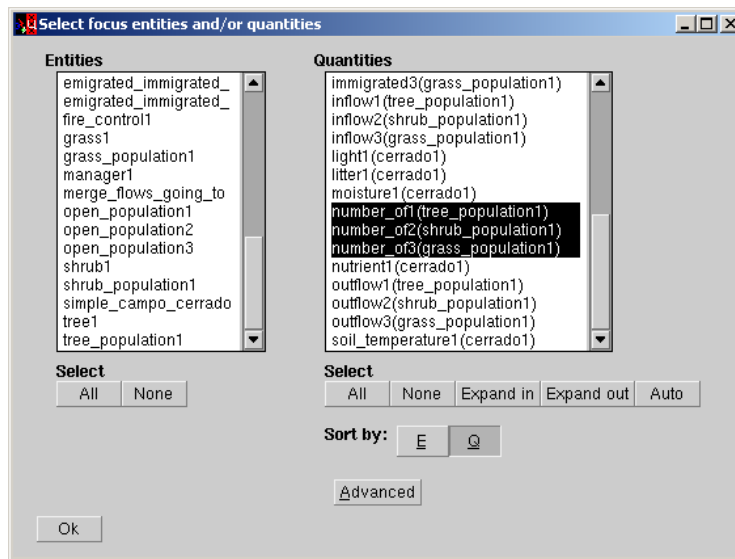 Select focus entities and/or quantities
Entities
emigrated_immigrated_
emigrated_immigrated_
fire_control1
grass1
grass_population1
manager1
merge_flows_going_to
open_population1
open_population2
open_population3
shrub1
shrub_population1
simple_campo_cerrado
tree1
tree_population1
Select
All None
Quantities
immigrated3(grass_population1)
inflow1(tree_population1)
inflow2(shrub_population1)
inflow3(grass_population1)
light1(cerrado1)
litter1(cerrado1)
moisture1(cerrado1)
number_of1(tree_population1)
number_of2(shrub_population1)
number_of3(grass_population1)
nutrient1(cerrado1)
outflow1(tree_population1)
outflow2(shrub_population1)
outflow3(grass_population1)
soil_temperature1(cerrado1)
Select
All None Expand in Expand out Auto
Sort by: E Q
Advanced
Ok